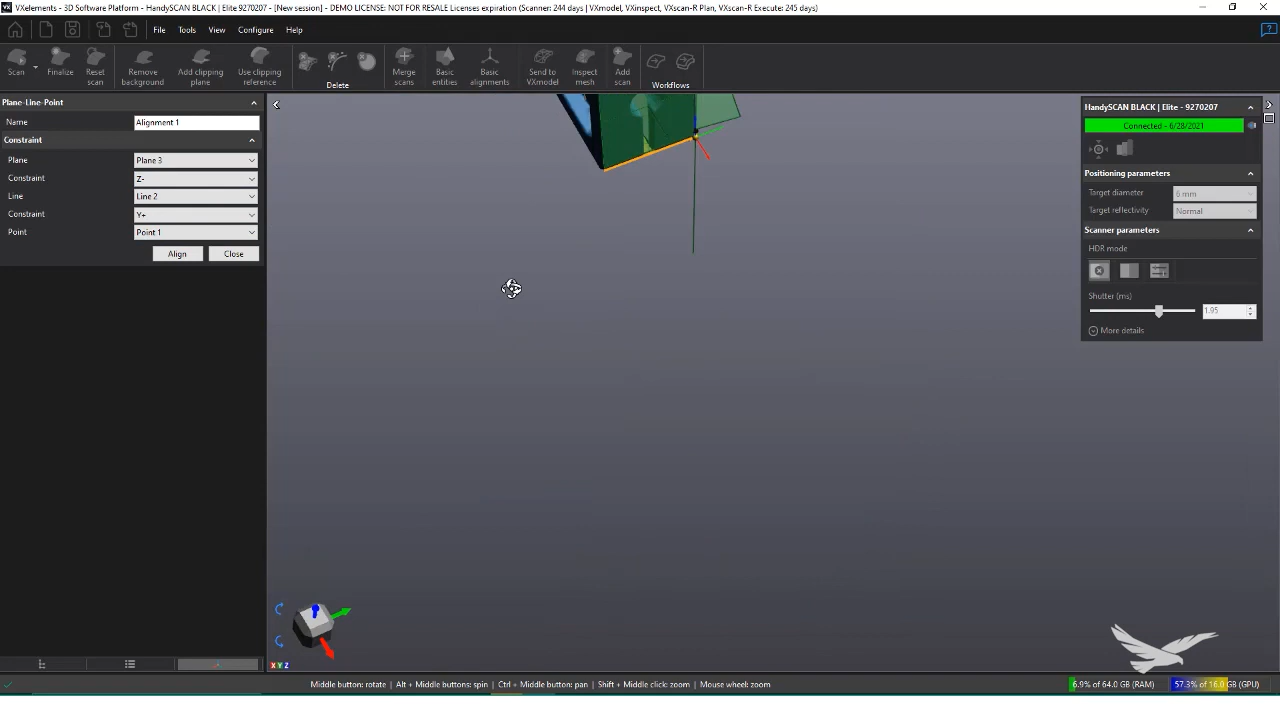 VX VXelements - 3D Software Platform - HandySCAN BLACK | Elite 9270207 - [New session] - DEMO LICENSE: NOT FOR RESALE Licenses expiration (Scanner: 244 days | VXmodel, VXinspect, VXscan-R Plan, VXscan-R Execute: 245 days)
File Tools View Configure Help
Scan Finalize Reset scan Remove background Add clipping plane Use clipping reference Delete Merge scans Basic entities Basic alignments Send to VXmodel Inspect mesh Add scan Workflows
Plane-Line-Point
Name Alignment 1
Constraint
Plane Plane 3
Constraint Z-
Line Line 2
Constraint Y+
Point Point 1
Align Close
HandySCAN BLACK | Elite - 9270207
Connected - 6/28/2021
Positioning parameters
Target diameter 6 mm
Target reflectivity Normal
Scanner parameters
HDR mode
Shutter (ms) 1.95
More details
X Y Z
Middle button: rotate | Alt + Middle buttons: spin | Ctrl + Middle button: pan | Shift + Middle click: zoom | Mouse wheel: zoom
6.9% of 64.0 GB (RAM) 57.3% of 16.0 GB (GPU)